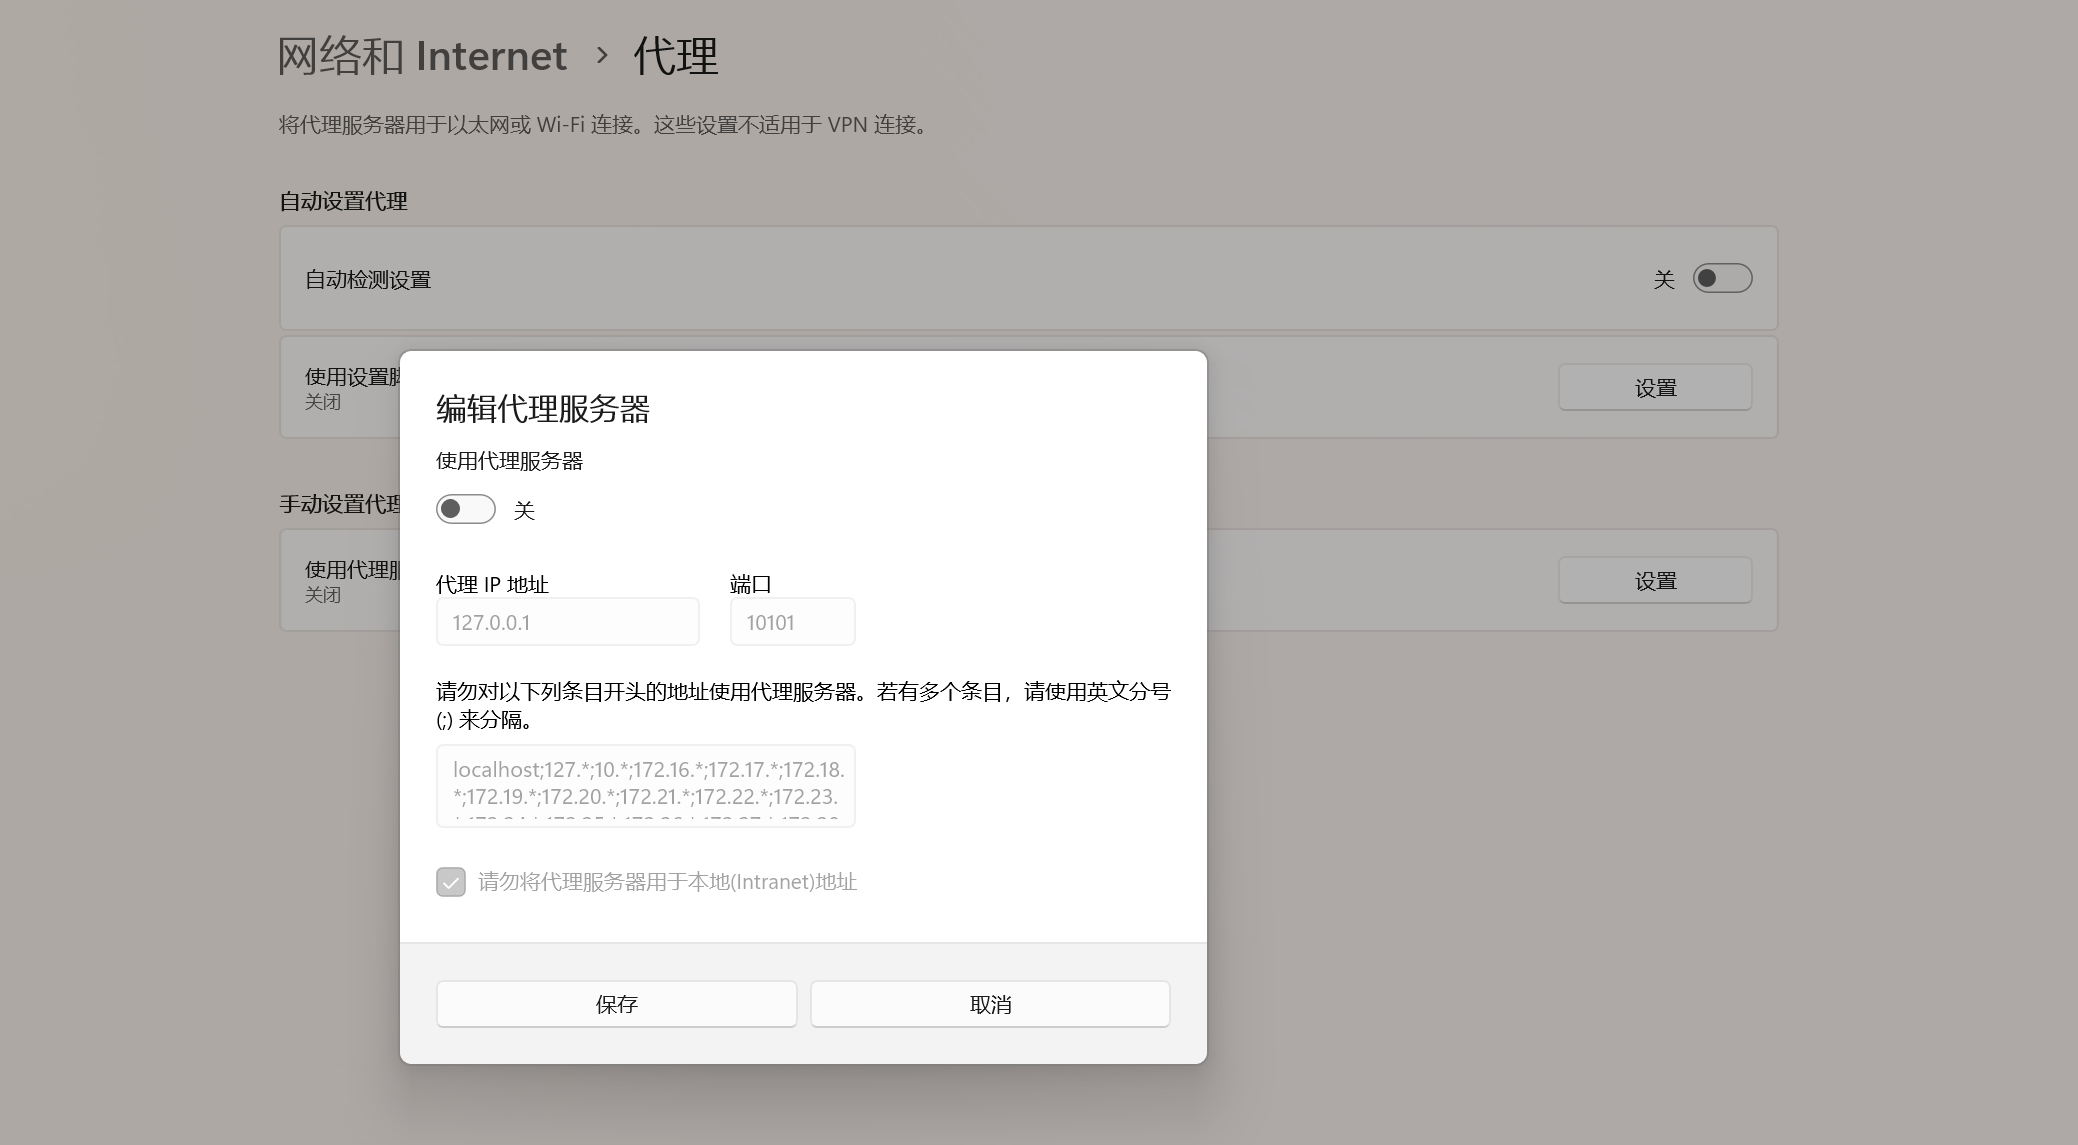 网络和 Internet › 代理
将代理服务器用于以太网或 Wi-Fi 连接。这些设置不适用于 VPN 连接。
自动设置代理
自动检测设置
关
使用设置
关闭
设置
编辑代理服务器
使用代理服务器
关
手动设置代理
使用代理
关闭
设置
代理 IP 地址
端口
127.0.0.1
10101
请勿对以下列条目开头的地址使用代理服务器。若有多个条目，请使用英文分号
(;) 来分隔。
localhost;127.*;10.*;172.16.*;172.17.*;172.18.
*;172.19.*;172.20.*;172.21.*;172.22.*;172.23.
请勿将代理服务器用于本地(Intranet)地址
保存
取消